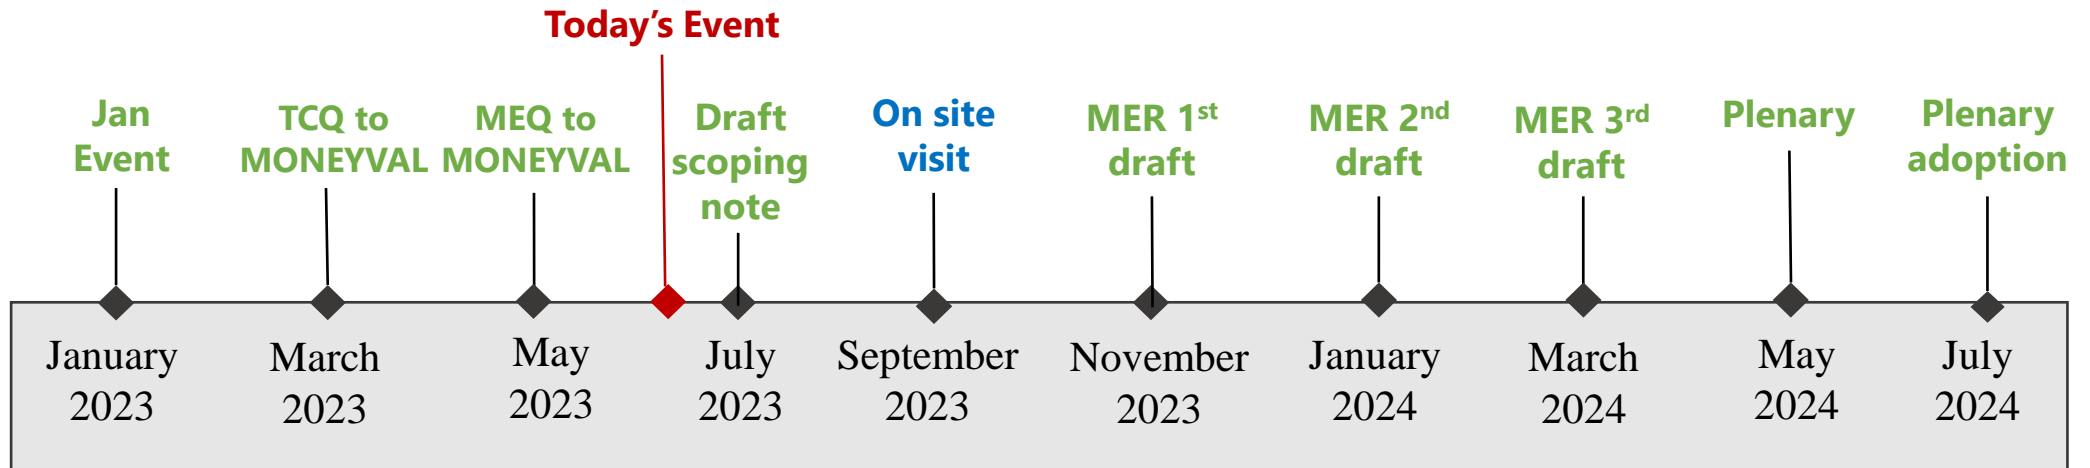 Today’s Event
Jan
Event
TCQ to
MONEYVAL
MEQ to
MONEYVAL
Draft
scoping
note
On site
visit
MER 1st
draft
MER 2nd
draft
MER 3rd
draft
Plenary
Plenary
adoption
January
2023
March
2023
May
2023
July
2023
September
2023
November
2023
January
2024
March
2024
May
2024
July
2024